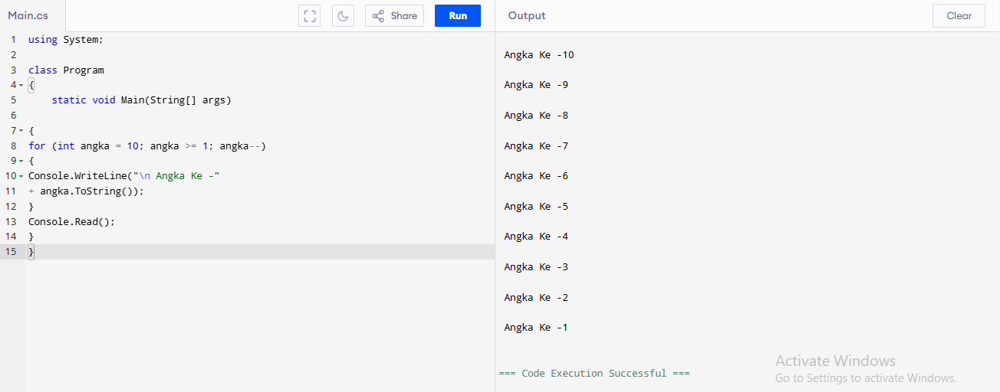 Main.cs
Share
Run
Output
Clear
1 using System;
2
3 class Program
4 {
5 static void Main(String[] args)
6
7 {
8 for (int angka = 10; angka >= 1; angka--)
9 {
10 Console.WriteLine("\n Angka Ke -"
11 + angka.ToString());
12 }
13 Console.Read();
14 }
15 }
Angka Ke -10
Angka Ke -9
Angka Ke -8
Angka Ke -7
Angka Ke -6
Angka Ke -5
Angka Ke -4
Angka Ke -3
Angka Ke -2
Angka Ke -1
=== Code Execution Successful ===
Activate Windows
Go to Settings to activate Windows.